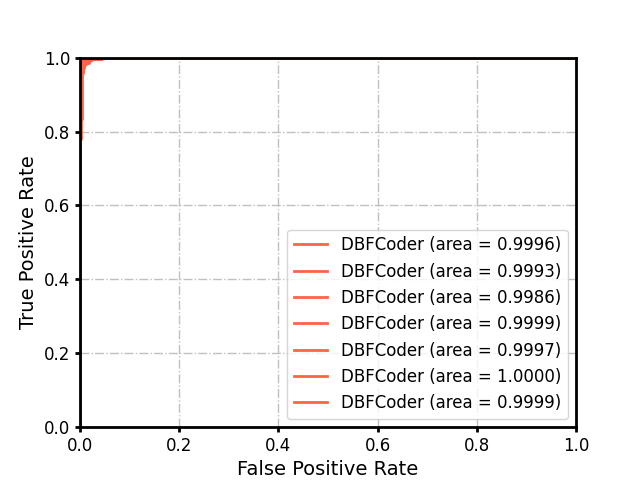 1.0
0.8
0.6
0.4
0.2
0.0
True Positive Rate
DBFCoder (area = 0.9996)
DBFCoder (area = 0.9993)
DBFCoder (area = 0.9986)
DBFCoder (area = 0.9999)
DBFCoder (area = 0.9997)
DBFCoder (area = 1.0000)
DBFCoder (area = 0.9999)
0.0 0.2 0.4 0.6 0.8 1.0
False Positive Rate